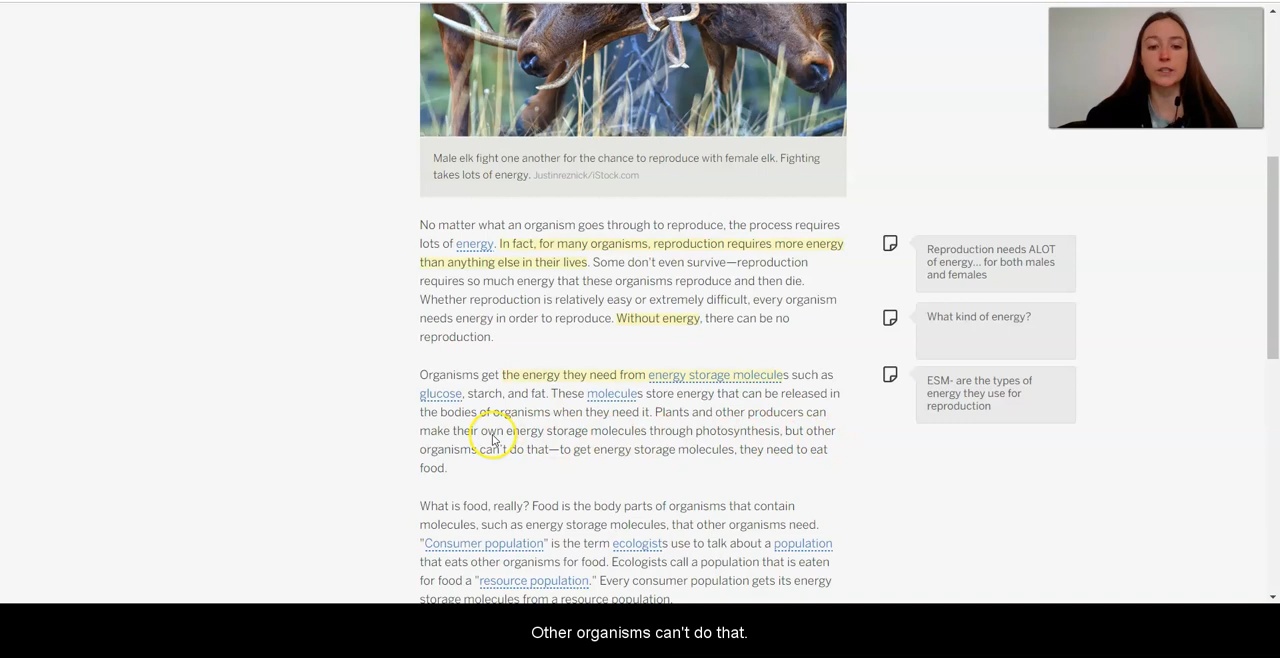 Male elk fight one another for the chance to reproduce with female elk. Fighting
takes lots of energy. Justinreznick/iStock.com
No matter what an organism goes through to reproduce, the process requires
lots of energy. In fact, for many organisms, reproduction requires more energy
than anything else in their lives. Some don't even survive—reproduction
requires so much energy that these organisms reproduce and then die.
Whether reproduction is relatively easy or extremely difficult, every organism
needs energy in order to reproduce. Without energy, there can be no
reproduction.
Organisms get the energy they need from energy storage molecules such as
glucose, starch, and fat. These molecules store energy that can be released in
the bodies of organisms when they need it. Plants and other producers can
make their own energy storage molecules through photosynthesis, but other
organisms can't do that—to get energy storage molecules, they need to eat
food.
What is food, really? Food is the body parts of organisms that contain
molecules, such as energy storage molecules, that other organisms need.
"Consumer population" is the term ecologists use to talk about a population
that eats other organisms for food. Ecologists call a population that is eaten
for food a "resource population." Every consumer population gets its energy
storage molecules from a resource population.
Reproduction needs ALOT
of energy... for both males
and females
What kind of energy?
ESM- are the types of
energy they use for
reproduction
Other organisms can't do that.